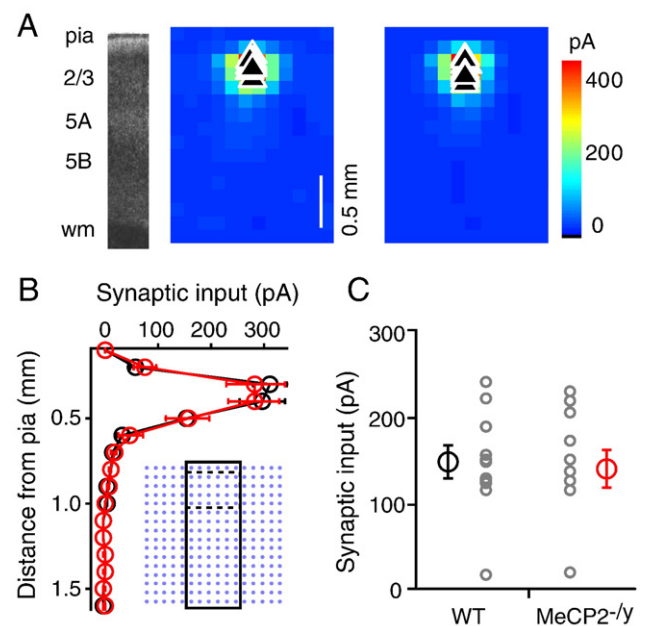 A
pia
2/3
5A
5B
wm
0.5 mm
pA
400
200
0
B
Synaptic input (pA)
0 100 200 300
Distance from pia (mm)
0.5
1.0
1.5
C
Synaptic input (pA)
300
200
100
0
WT MeCP2-/y